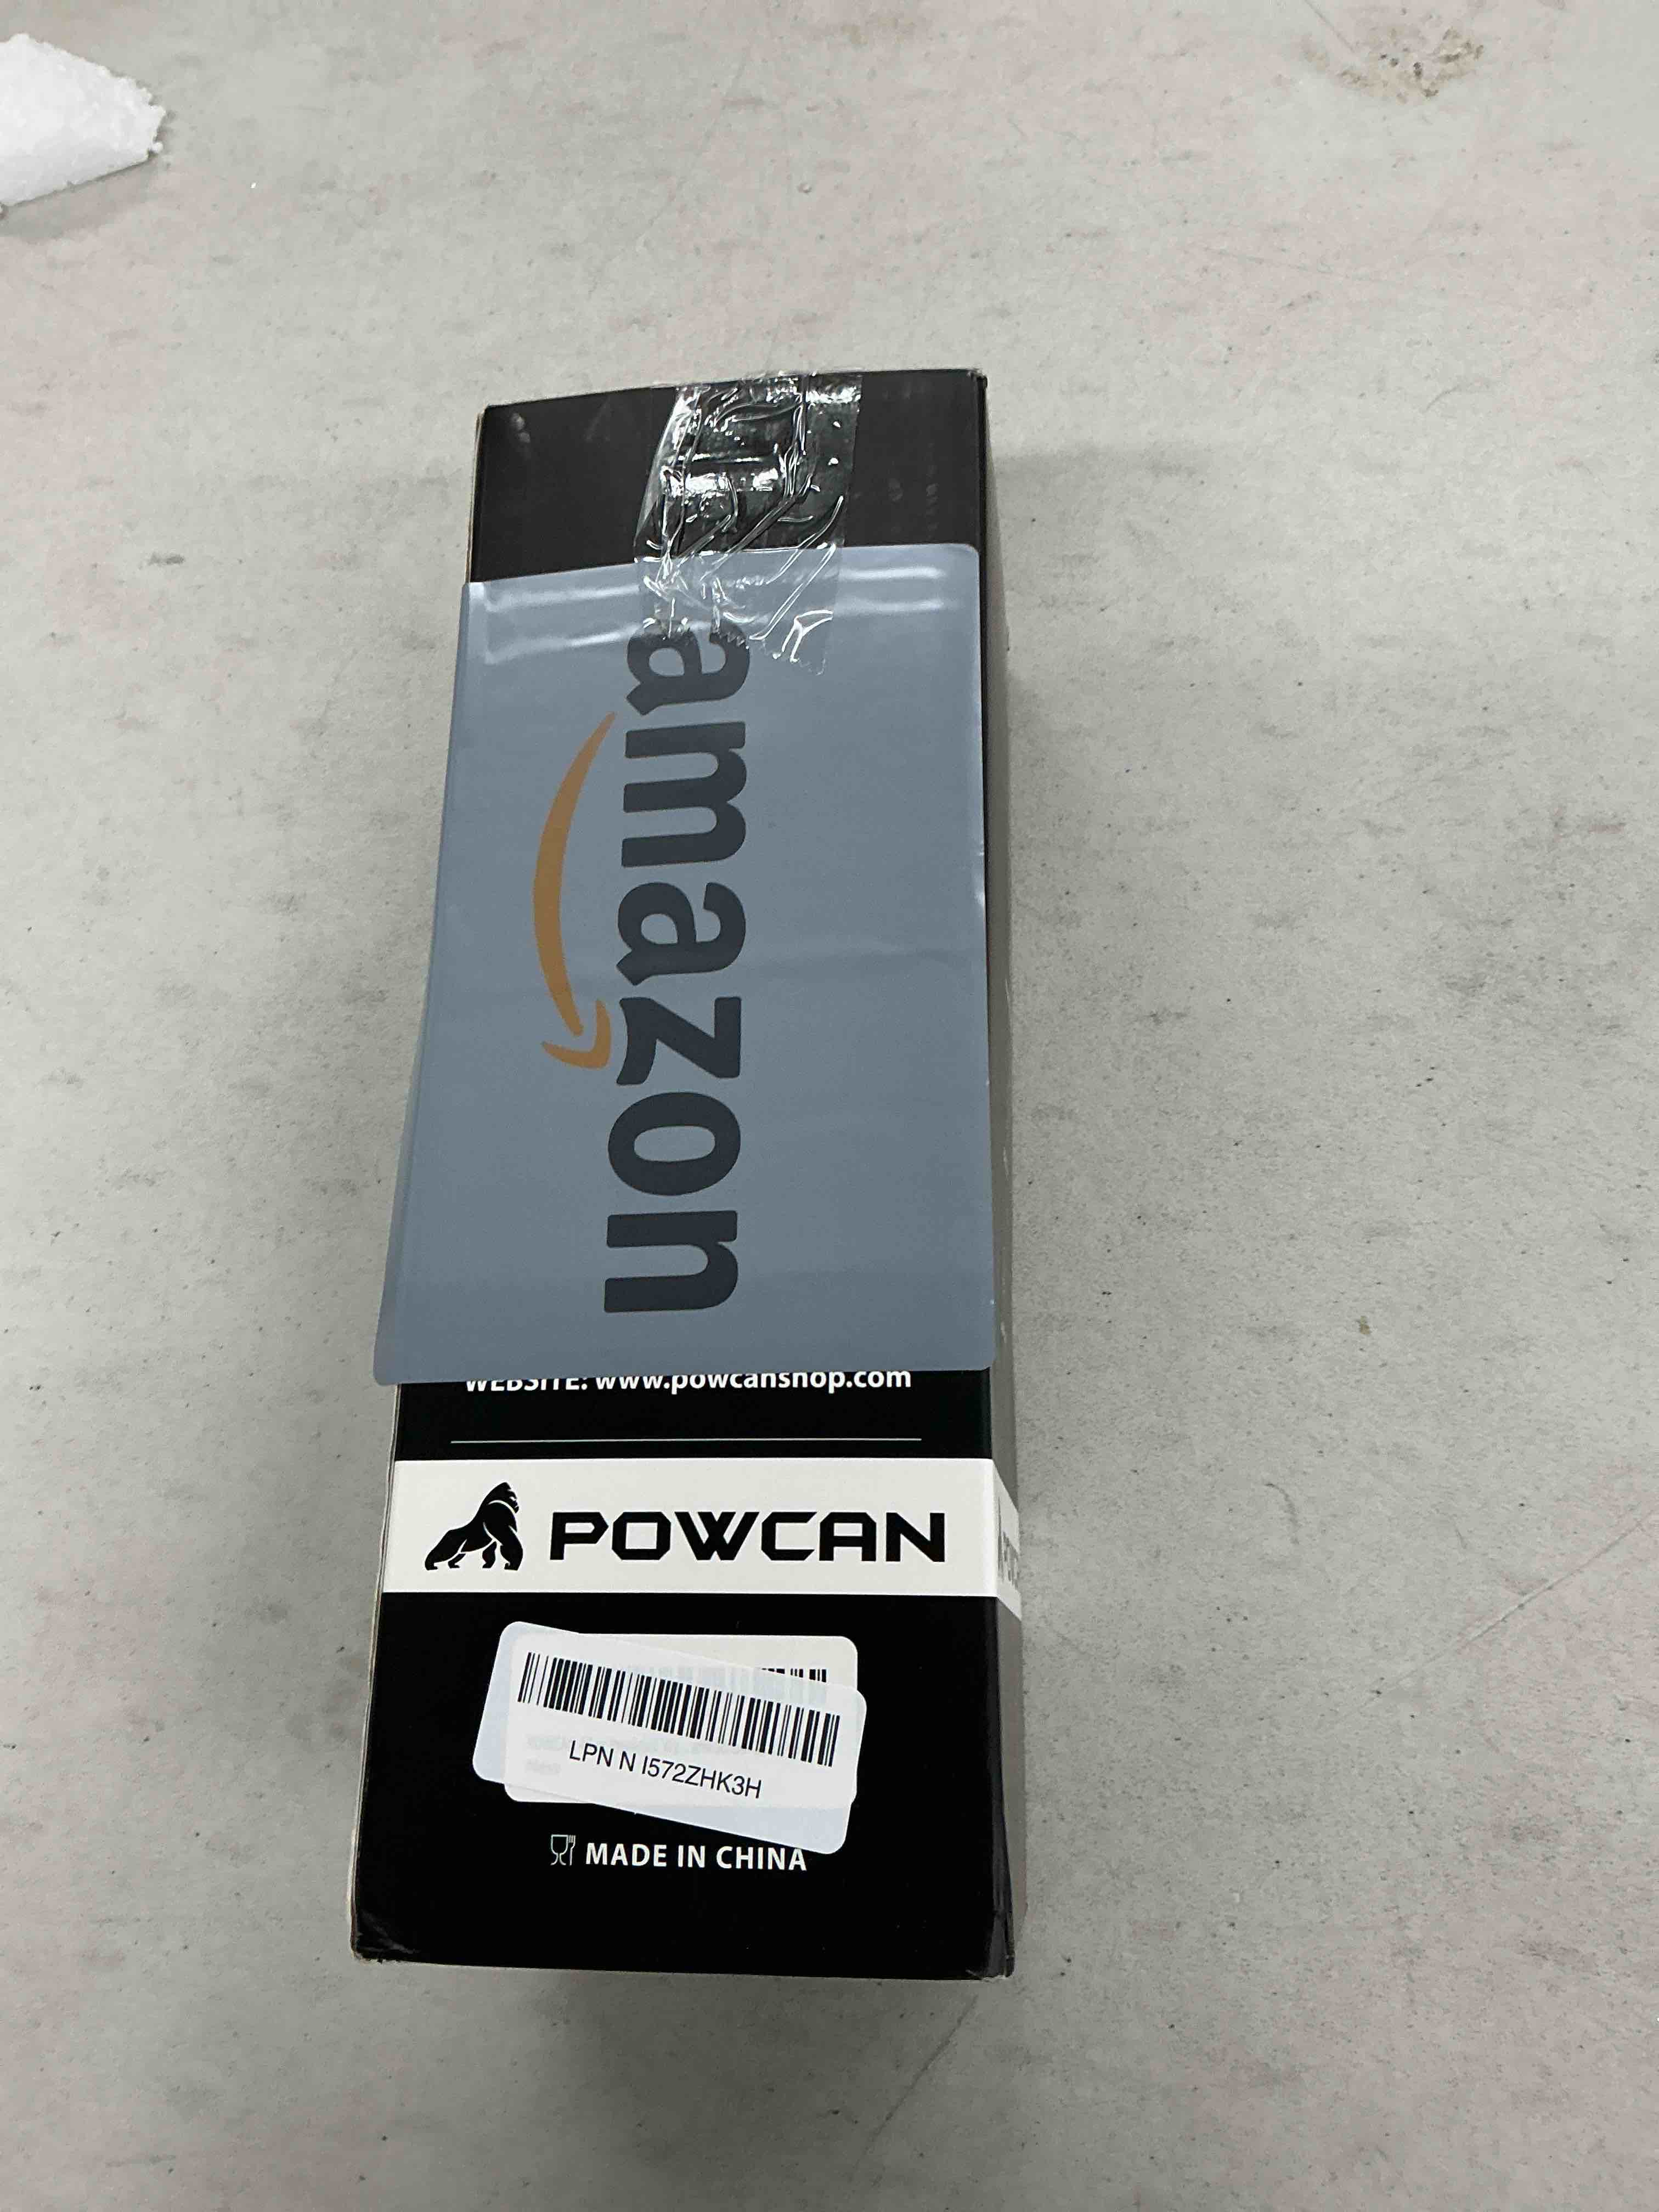 amazon
WEBSITE: www.powcanshop.com
POWCAN
LPN N I572ZHK3H
MADE IN CHINA